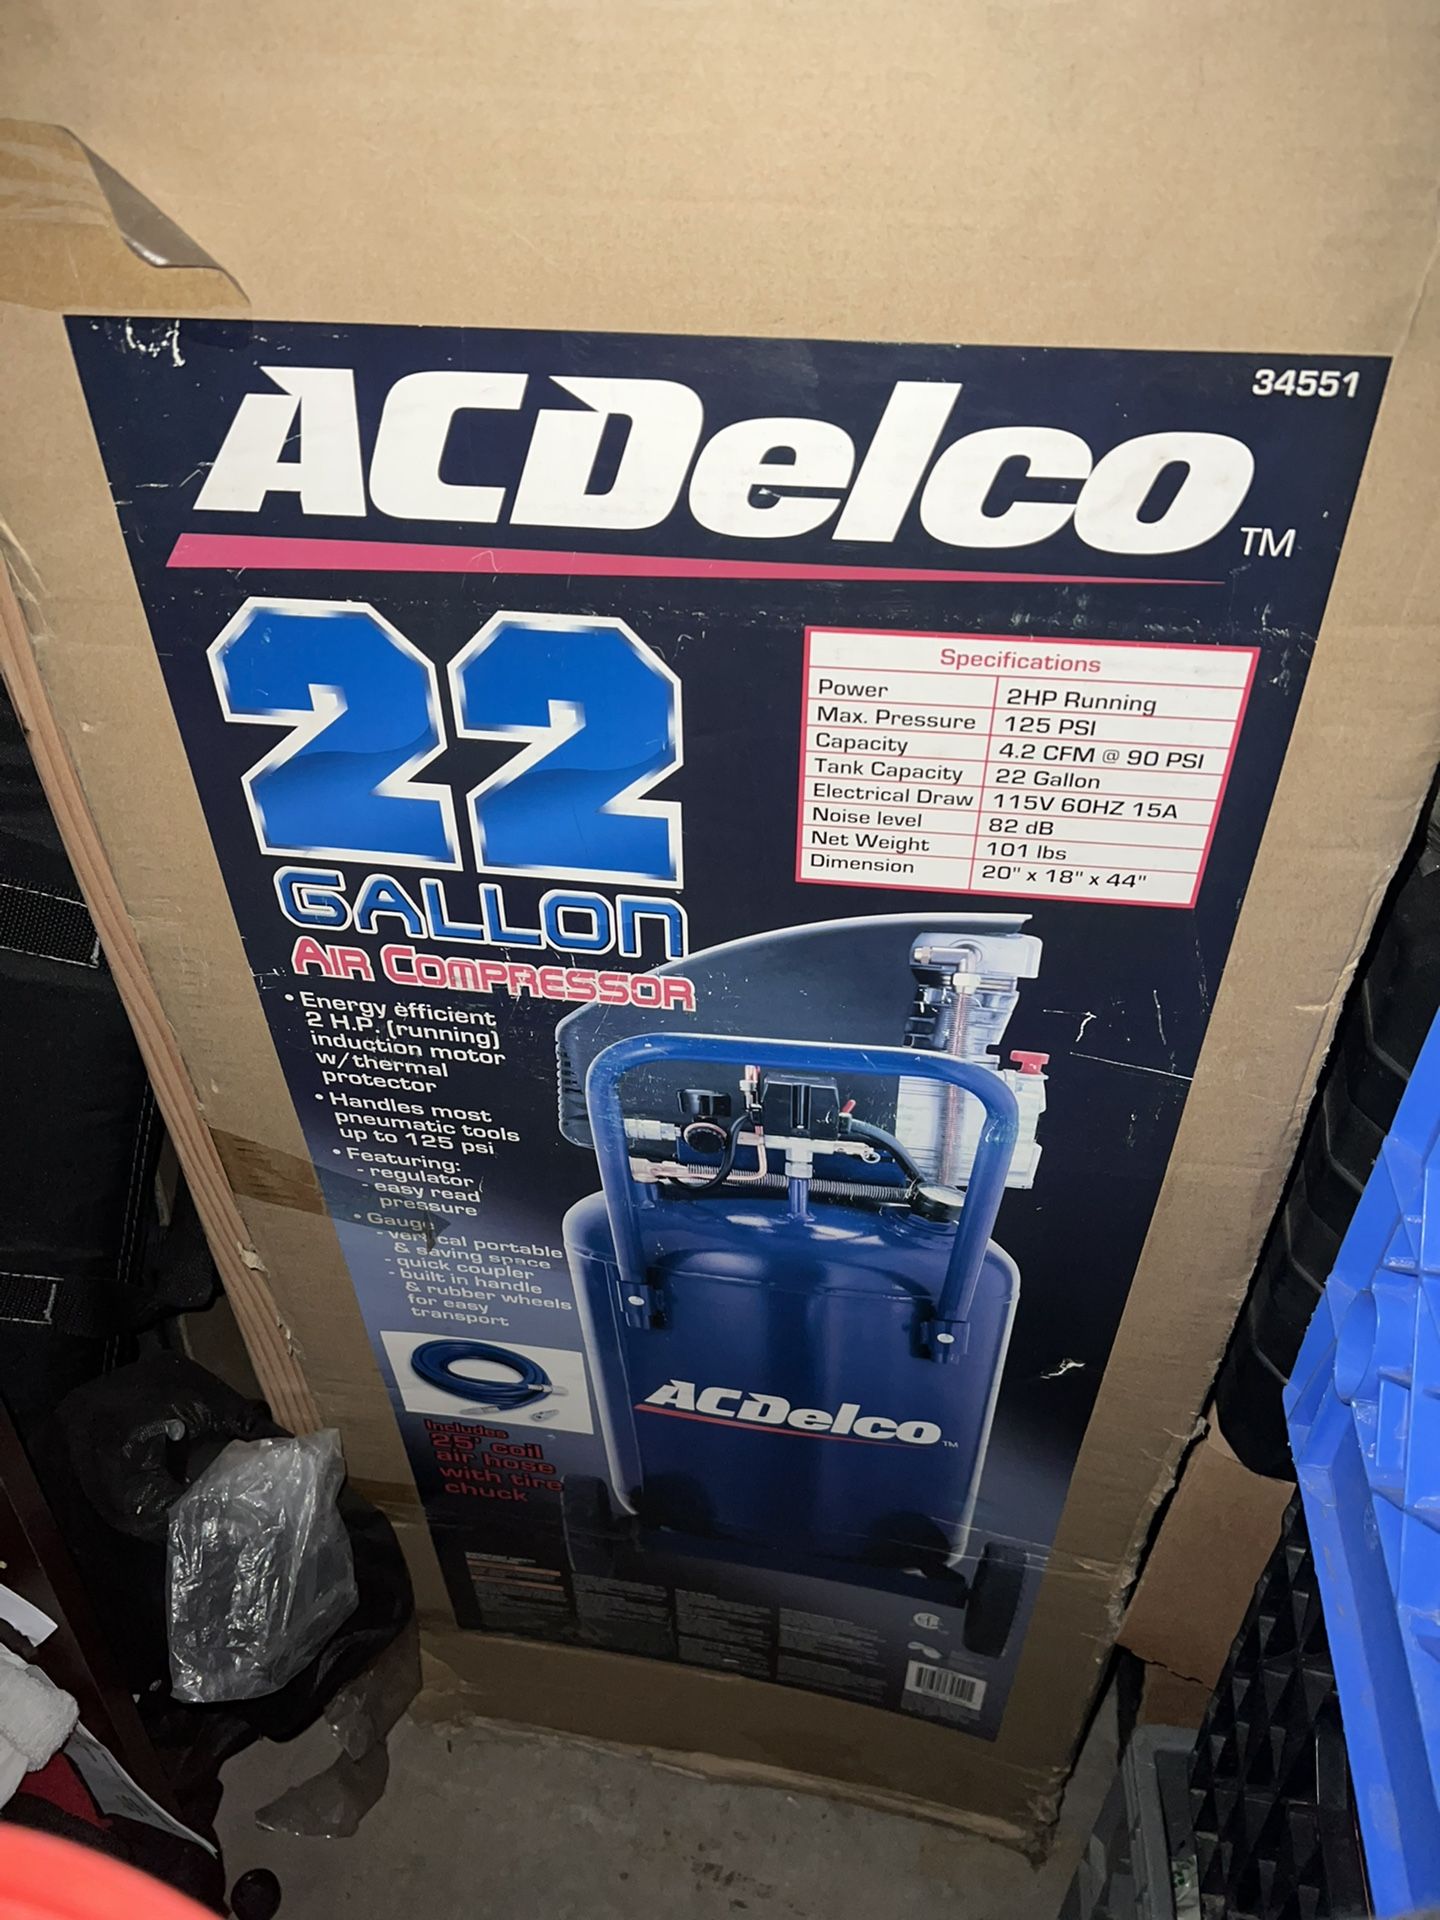 34551
ACDelco™
22
GALLON
AIR COMPRESSOR
Specifications
Power 2HP Running
Max. Pressure 125 PSI
Capacity 4.2 CFM @ 90 PSI
Tank Capacity 22 Gallon
Electrical Draw 115V 60HZ 15A
Noise level 82 dB
Net Weight 101 lbs
Dimension 20" x 18" x 44"
• Energy efficient
2 H.P. (running)
induction motor
w/thermal
protector
• Handles most
pneumatic tools
up to 125 psi
• Featuring:
- regulator
- easy read
pressure
• Gauge
- vertical portable
& saving space
- quick coupler
- built in handle
& rubber wheels
for easy
transport
Includes
25' coil
air hose
with tire
chuck
ACDelco™